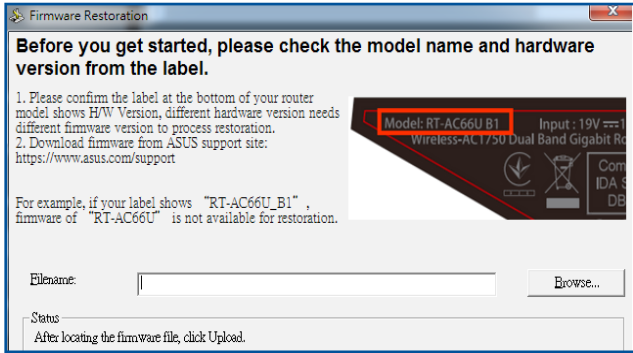 Firmware Restoration
Before you get started, please check the model name and hardware
version from the label.
1. Please confirm the label at the bottom of your router
model shows H/W Version, different hardware version needs
different firmware version to process restoration.
2. Download firmware from ASUS support site:
https://www.asus.com/support
For example, if your label shows “RT-AC66U_B1”,
firmware of “RT-AC66U” is not available for restoration.
Model: RT-AC66U B1 Input : 19V
Wireless-AC1750 Dual Band Gigabit
Com
IDA
DB
Filename:
Browse...
Status
After locating the firmware file, click Upload.